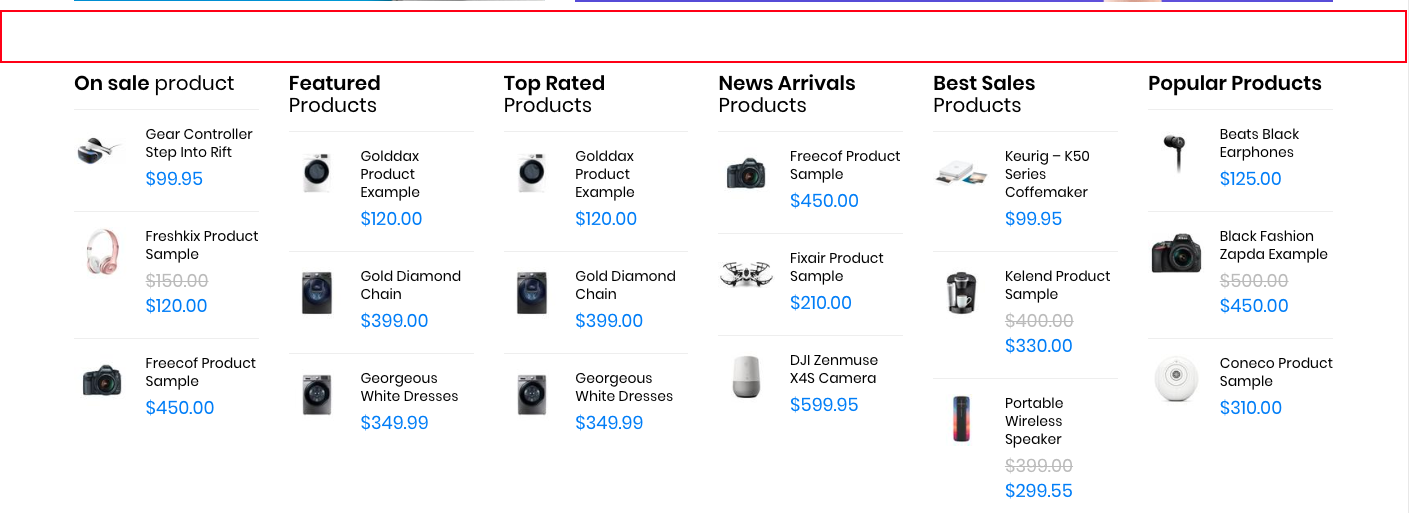 On sale product
Gear Controller
Step Into Rift
$99.95
Freshkix Product
Sample
$150.00
$120.00
Freecof Product
Sample
$450.00
Featured
Products
Golddax
Product
Example
$120.00
Gold Diamond
Chain
$399.00
Georgeous
White Dresses
$349.99
Top Rated
Products
Golddax
Product
Example
$120.00
Gold Diamond
Chain
$399.00
Georgeous
White Dresses
$349.99
News Arrivals
Products
Freecof Product
Sample
$450.00
Fixair Product
Sample
$210.00
DJI Zenmuse
X4S Camera
$599.95
Best Sales
Products
Keurig – K50
Series
Coffemaker
$99.95
Kelend Product
Sample
$400.00
$330.00
Portable
Wireless
Speaker
$399.00
$299.55
Popular Products
Beats Black
Earphones
$125.00
Black Fashion
Zapda Example
$500.00
$450.00
Coneco Product
Sample
$310.00